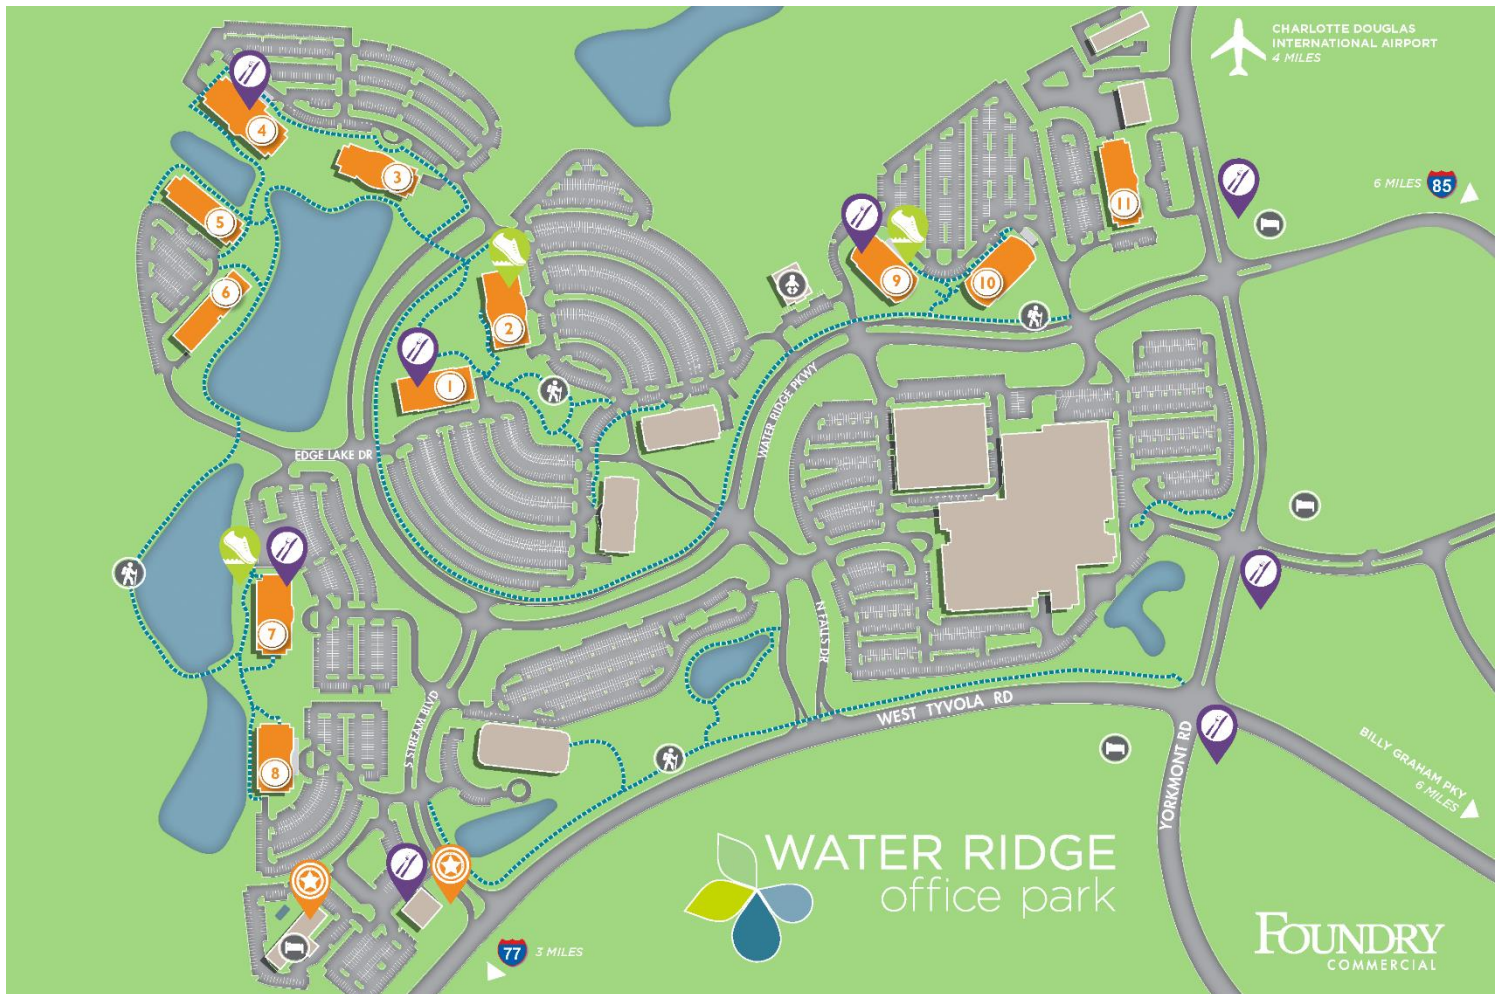 CHARLOTTE DOUGLAS
INTERNATIONAL AIRPORT
4 MILES
6 MILES 85
4
3
5
6
2
1
9
10
11
EDGE LAKE DR
WATER RIDGE PKWY
7
8
N FALLS DR
S STREAM BLVD
WEST TYVOLA RD
YORKMONT RD
BILLY GRAHAM PKY
6 MILES
WATER RIDGE
office park
77 3 MILES
FOUNDRY
COMMERCIAL